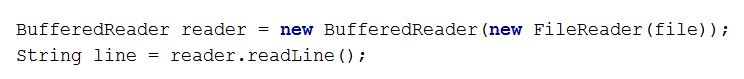 BufferedReader reader = new BufferedReader(new FileReader(file));
String line = reader.readLine();